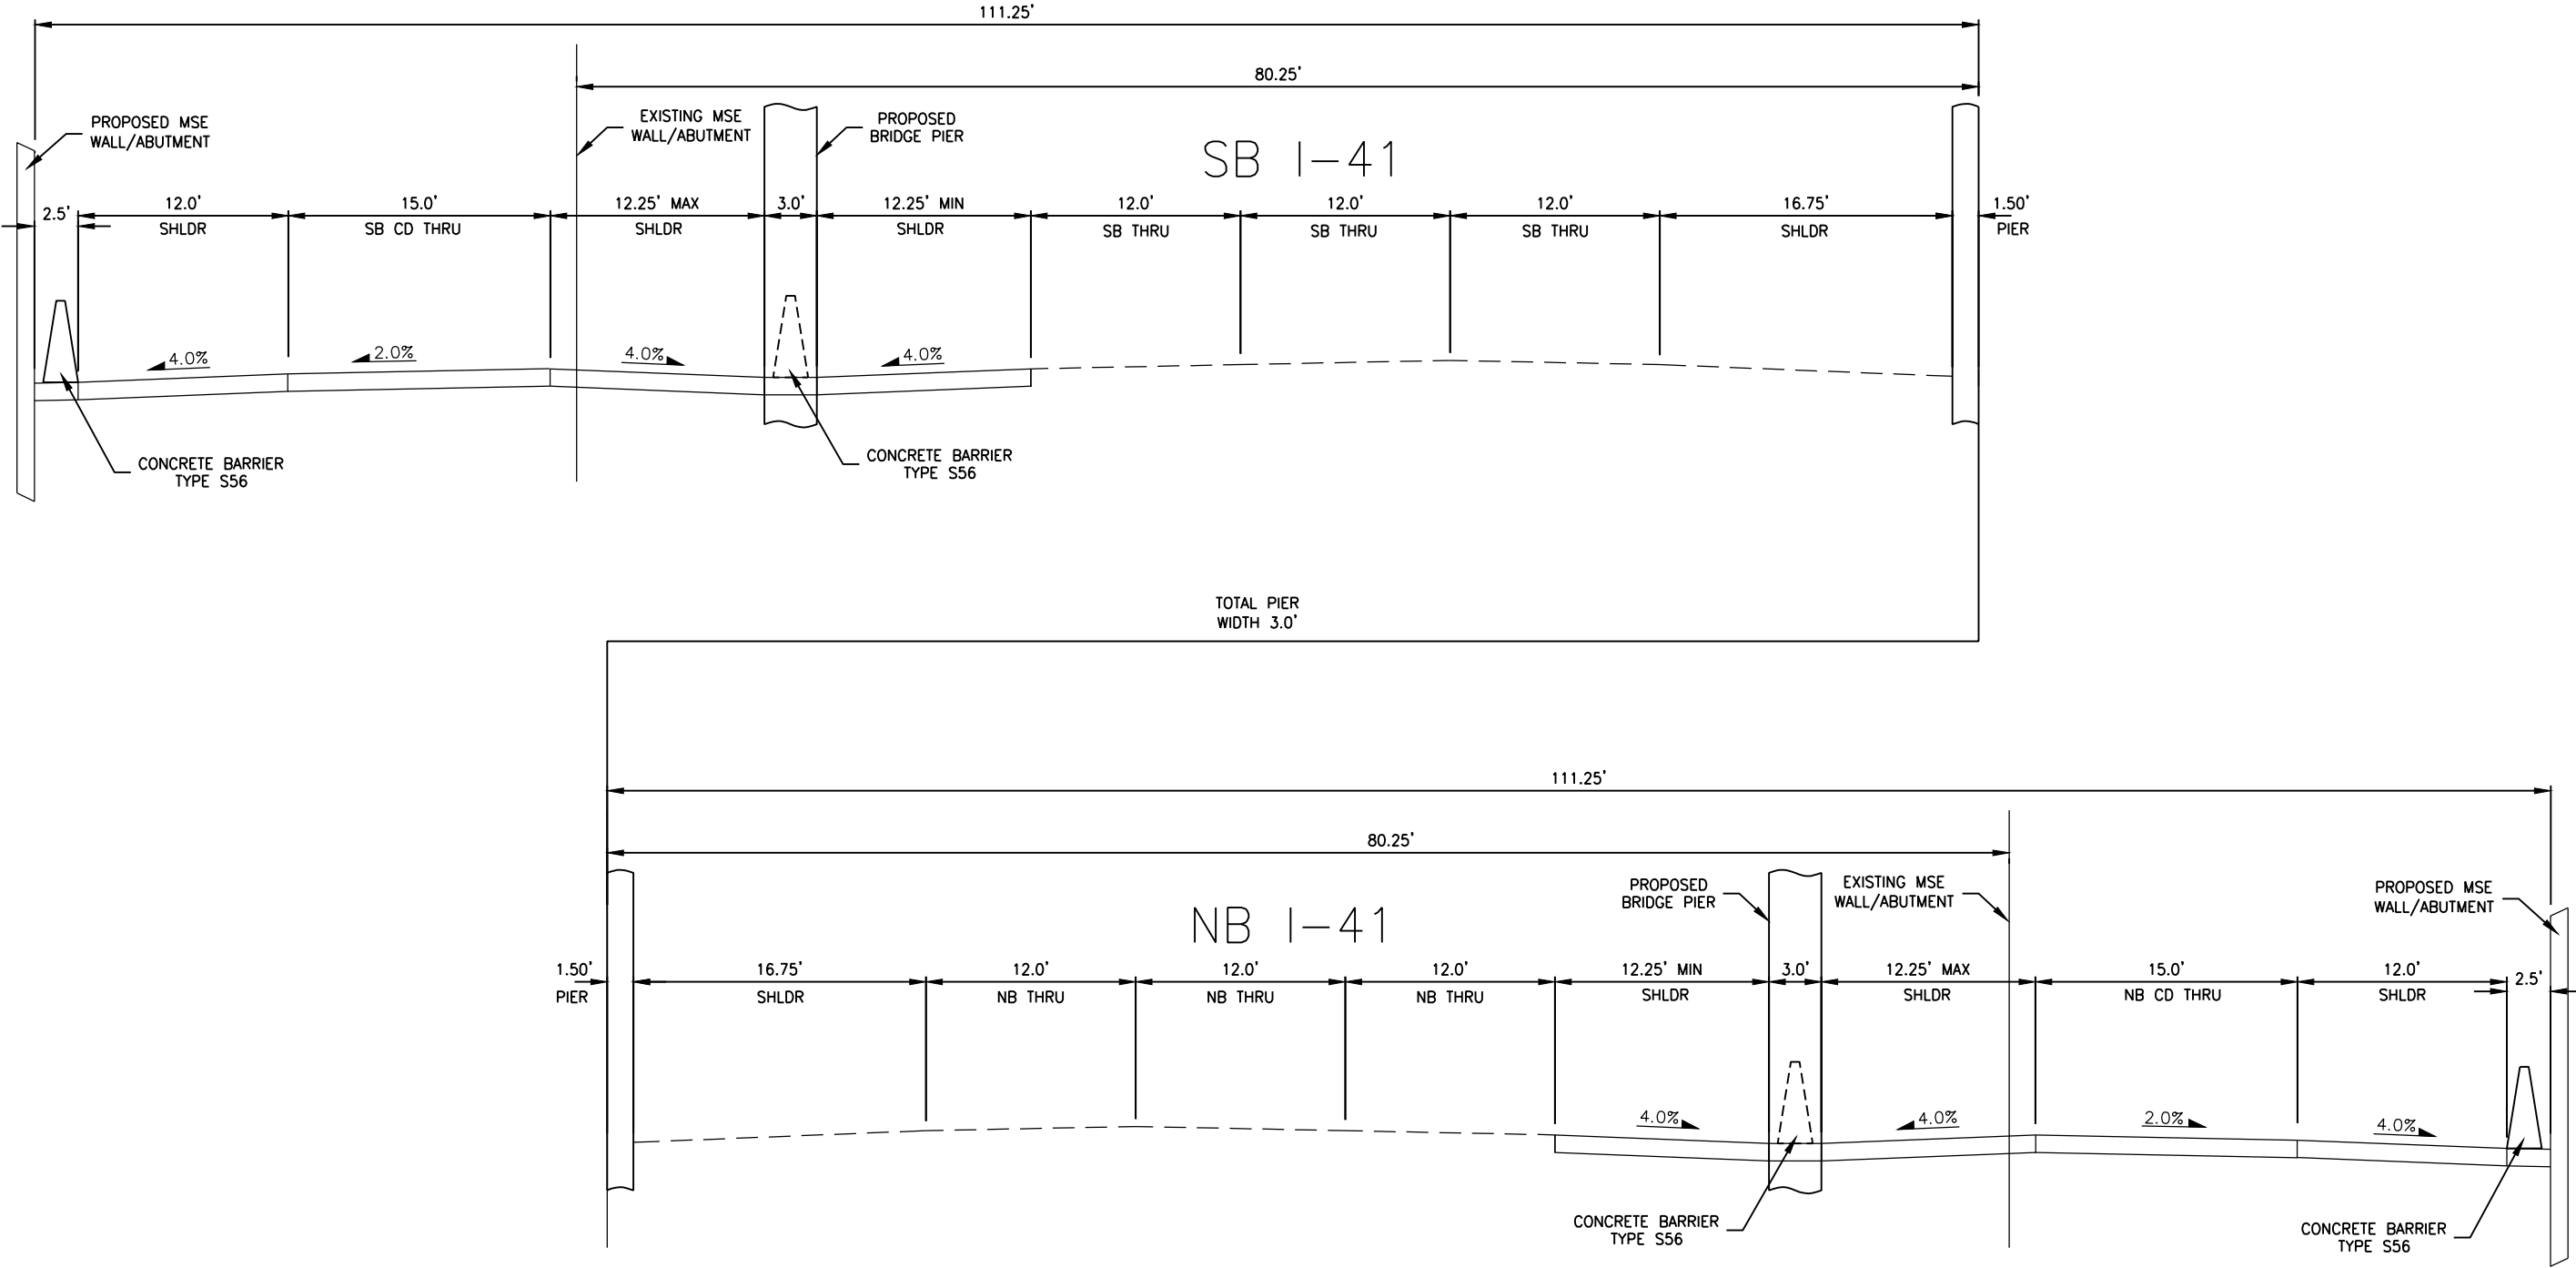 111.25'
80.25'
PROPOSED MSE
WALL/ABUTMENT
EXISTING MSE
WALL/ABUTMENT
PROPOSED
BRIDGE PIER
SB I-41
2.5'
12.0'
SHLDR
15.0'
SB CD THRU
12.25' MAX
SHLDR
3.0'
12.25' MIN
SHLDR
12.0'
SB THRU
12.0'
SB THRU
12.0'
SB THRU
16.75'
SHLDR
1.50'
PIER
4.0%
2.0%
4.0%
4.0%
CONCRETE BARRIER
TYPE S56
CONCRETE BARRIER
TYPE S56
TOTAL PIER
WIDTH 3.0'
111.25'
80.25'
PROPOSED
BRIDGE PIER
EXISTING MSE
WALL/ABUTMENT
PROPOSED MSE
WALL/ABUTMENT
NB I-41
1.50'
PIER
16.75'
SHLDR
12.0'
NB THRU
12.0'
NB THRU
12.0'
NB THRU
12.25' MIN
SHLDR
3.0'
12.25' MAX
SHLDR
15.0'
NB CD THRU
12.0'
SHLDR
2.5'
4.0%
4.0%
2.0%
4.0%
CONCRETE BARRIER
TYPE S56
CONCRETE BARRIER
TYPE S56